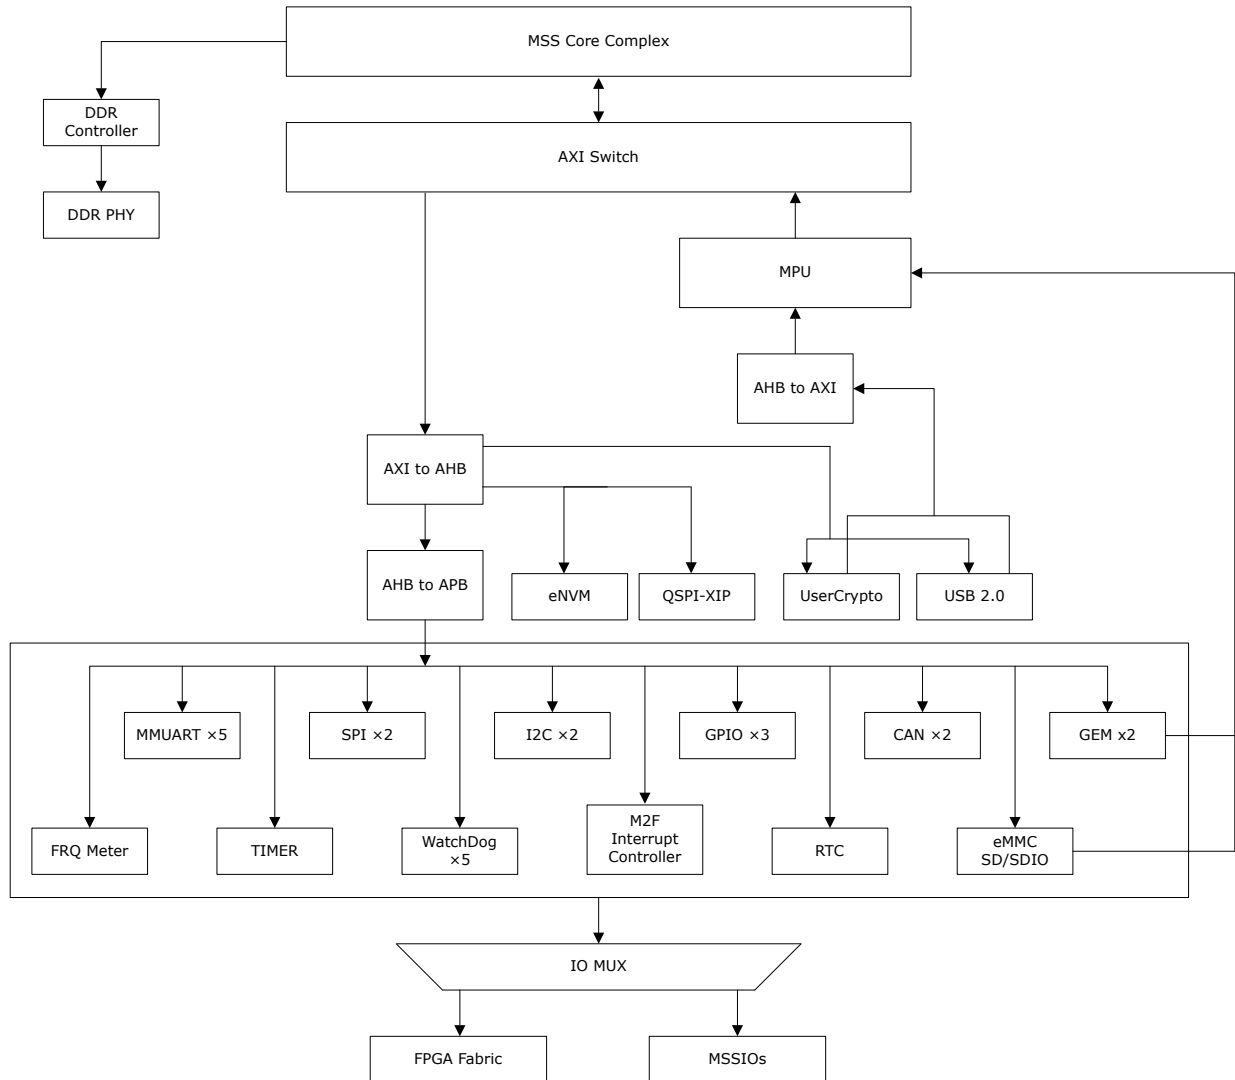 MSS Core Complex
DDR
Controller
AXI Switch
DDR PHY
MPU
AHB to AXI
AXI to AHB
AHB to APB
eNVM
QSPI-XIP
UserCrypto
USB 2.0
MMUART ×5
SPI ×2
I2C ×2
GPIO ×3
CAN ×2
GEM x2
FRQ Meter
TIMER
WatchDog
×5
M2F
Interrupt
Controller
RTC
eMMC
SD/SDIO
IO MUX
FPGA Fabric
MSSIOs